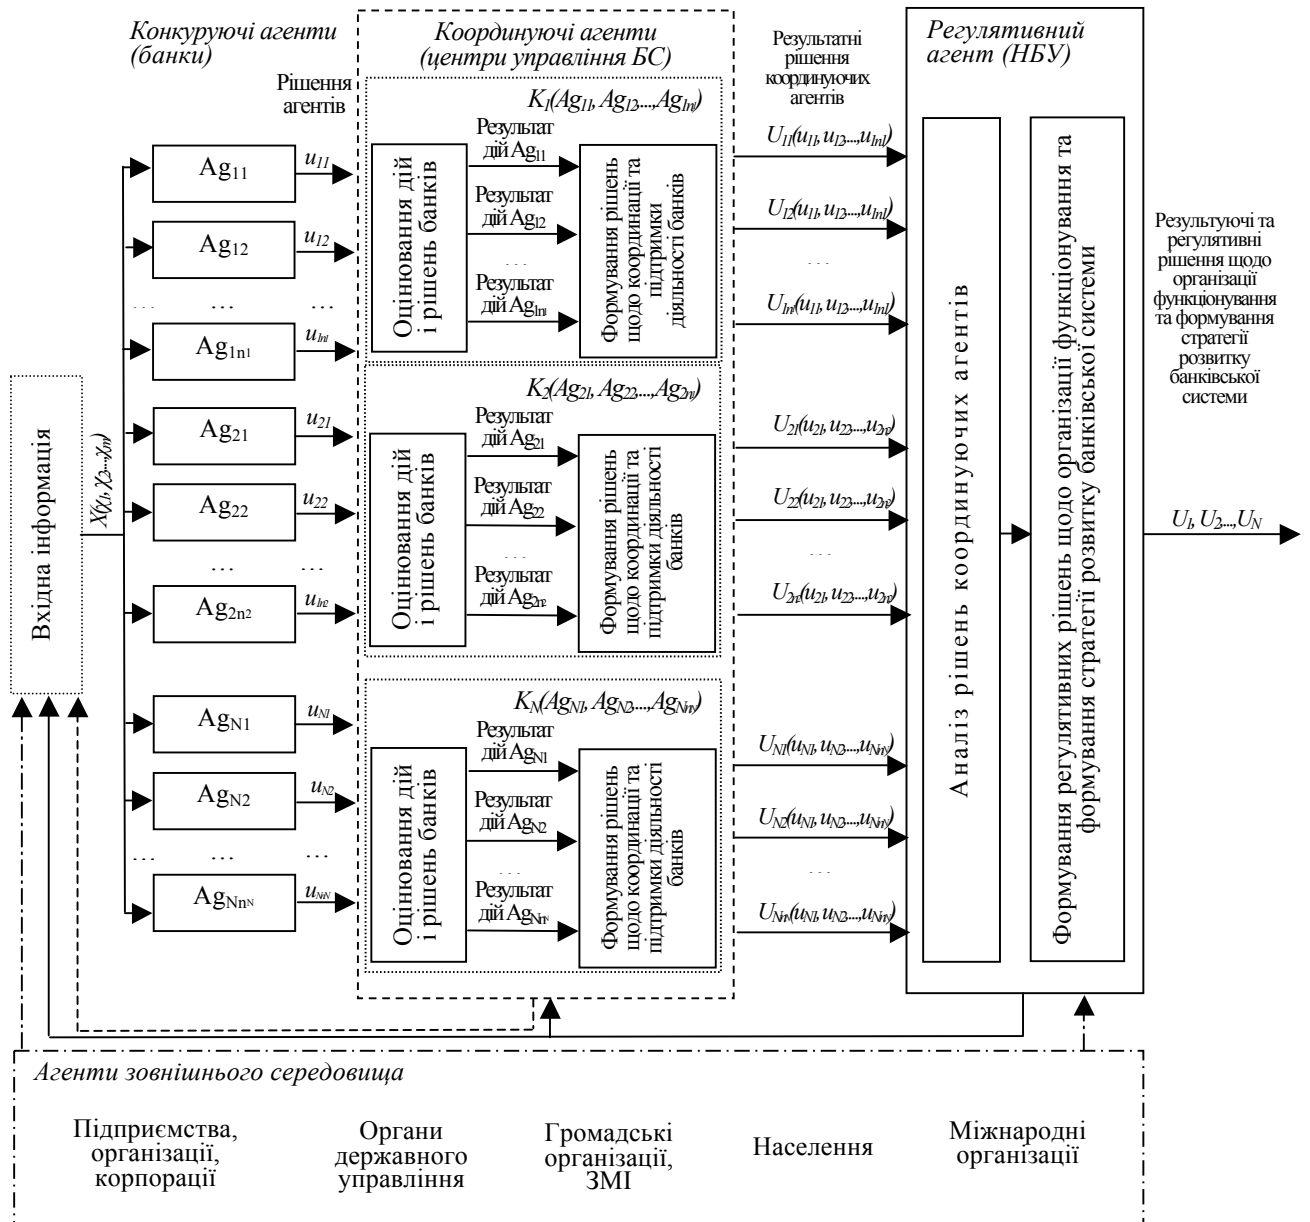 Конкуруючі агенти
(банки)
Рішення
агентів
Координуючі агенти
(центри управління БС)
Результатні
рішення
координуючих
агентів
Регулятивний
агент (НБУ)
Вхідна інформація
X(χ1, χ2...,χm)
Ag11
u11
Ag12
u12
... ... ...
Ag1n1
u1n1
Ag21
u21
Ag22
u22
... ... ...
Ag2n2
u1n2
AgN1
uN1
AgN2
uN2
... ... ...
AgNnN
uNnN
K1(Ag11, Ag12,...,Ag1n1)
Оцінювання дій
і рішень банків
Результат
дій Ag11
Результат
дій Ag12
...
Результат
дій Ag1n1
Формування рішень
щодо координації та
підтримки
діяльності банків
K2(Ag21, Ag22,...,Ag2n2)
Оцінювання дій
і рішень банків
Результат
дій Ag21
Результат
дій Ag22
...
Результат
дій Ag2n2
Формування рішень
щодо координації та
підтримки діяльності
банків
KN(AgN1, AgN2,...,AgNnN)
Оцінювання дій
і рішень банків
Результат
дій AgN1
Результат
дій AgN2
...
Результат
дій AgNnN
Формування рішень
щодо координації та
підтримки діяльності
банків
U11(u11, u12,...,u1n1)
U12(u11, u12,...,u1n1)
...
U1n1(u11, u12,...,u1n1)
U21(u21, u22,...,u2n2)
U22(u21, u22,...,u2n2)
...
U2n2(u21, u22,...,u2n2)
UN1(uN1, uN2,...,uNnN)
UN2(uN1, uN2,...,uNnN)
...
UNnN(uN1, uN2,...,uNnN)
Аналіз рішень координуючих агентів
Формування регулятивних рішень щодо організації функціонування та
формування стратегії розвитку банківської системи
Результуючі та
регулятивні
рішення щодо
організації
функціонування
та формування
стратегії
розвитку
банківської
системи
U1, U2,...,UN
Агенти зовнішнього середовища
Підприємства,
організації,
корпорації
Органи
державного
управління
Громадські
організації,
ЗМІ
Населення
Міжнародні
організації